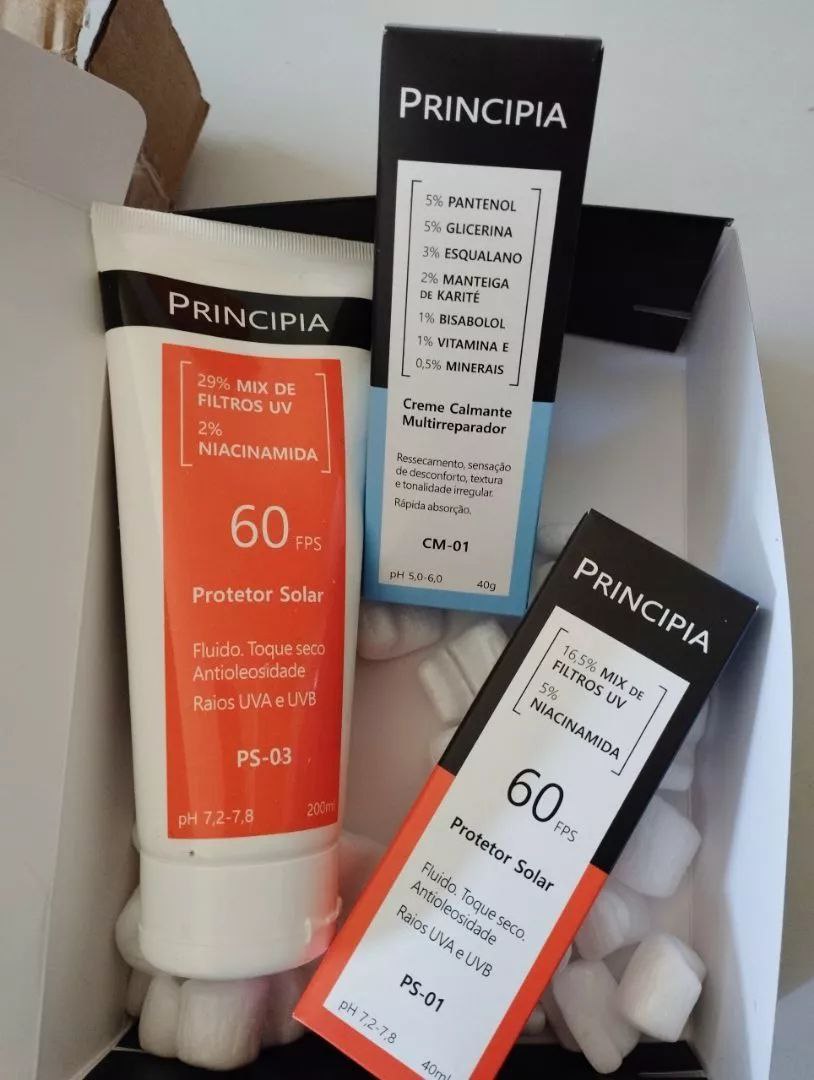 PRINCIPIA
29% MIX DE
FILTROS UV
2%
NIACINAMIDA
60 FPS
Protetor Solar
Fluido. Toque seco
Antioleosidade
Raios UVA e UVB
PS-03
pH 7,2-7,8 200ml
PRINCIPIA
5% PANTENOL
5% GLICERINA
3% ESQUALANO
2% MANTEIGA
DE KARITÉ
1% BISABOLOL
1% VITAMINA E
0,5% MINERAIS
Creme Calmante
Multirreparador
Ressecamento, sensação
de desconforto, textura
e tonalidade irregular.
Rápida absorção.
CM-01
pH 5,0-6,0 40g
PRINCIPIA
16,5% MIX DE
FILTROS UV
5%
NIACINAMIDA
60 FPS
Protetor Solar
Fluido. Toque seco.
Antioleosidade
Raios UVA e UVB
PS-01
pH 7,2-7,8 40ml